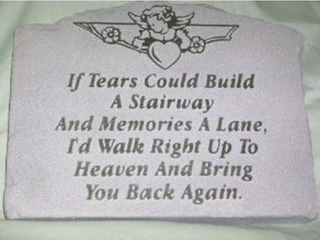 If Tears Could Build
A Stairway
And Memories A Lane,
I'd Walk Right Up To
Heaven And Bring
You Back Again.